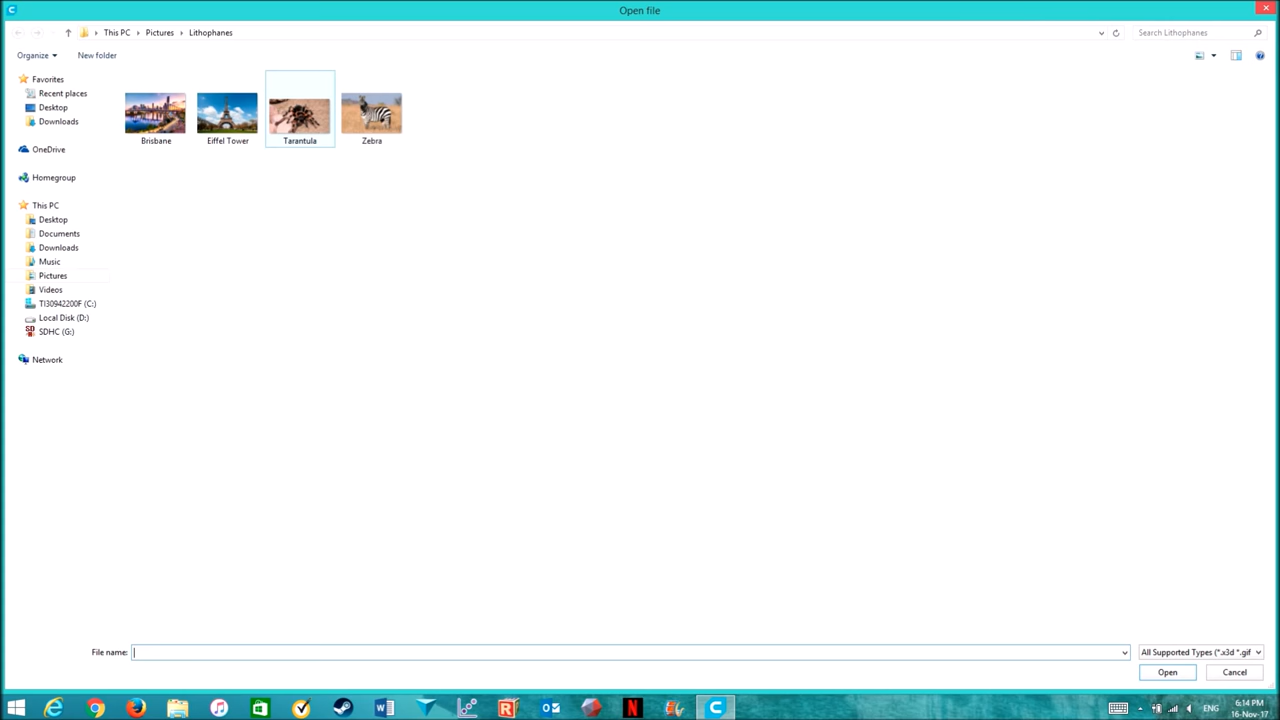 Open file
This PC Pictures Lithophanes
Search Lithophanes
Organize New folder
Favorites
Recent places
Desktop
Downloads
OneDrive
Homegroup
This PC
Desktop
Documents
Downloads
Music
Pictures
Videos
TI30942200F (C:)
Local Disk (D:)
SDHC (G:)
Network
Brisbane Eiffel Tower Tarantula Zebra
File name:
All Supported Types (*.x3d *.gif
Open Cancel
ENG
6:14 PM
16-Nov-17